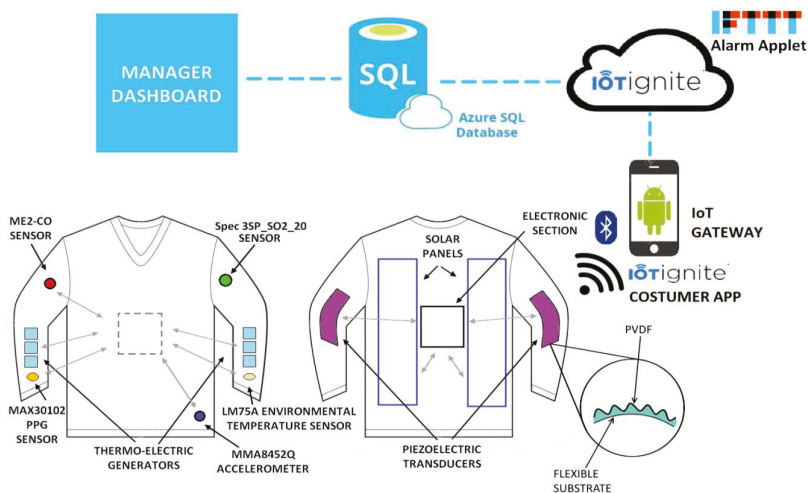 IFTTT
Alarm Applet
MANAGER
DASHBOARD
SQL
Azure SQL
Database
IOTignite
ME2-CO
SENSOR
Spec 3SP_SO2_20
SENSOR
ELECTRONIC
SECTION
SOLAR
PANELS
IoT
GATEWAY
IOTignite
COSTUMER APP
PVDF
MAX30102
PPG
SENSOR
THERMO-ELECTRIC
GENERATORS
LM75A ENVIRONMENTAL
TEMPERATURE SENSOR
MMA8452Q
ACCELEROMETER
PIEZOELECTRIC
TRANSDUCERS
FLEXIBLE
SUBSTRATE